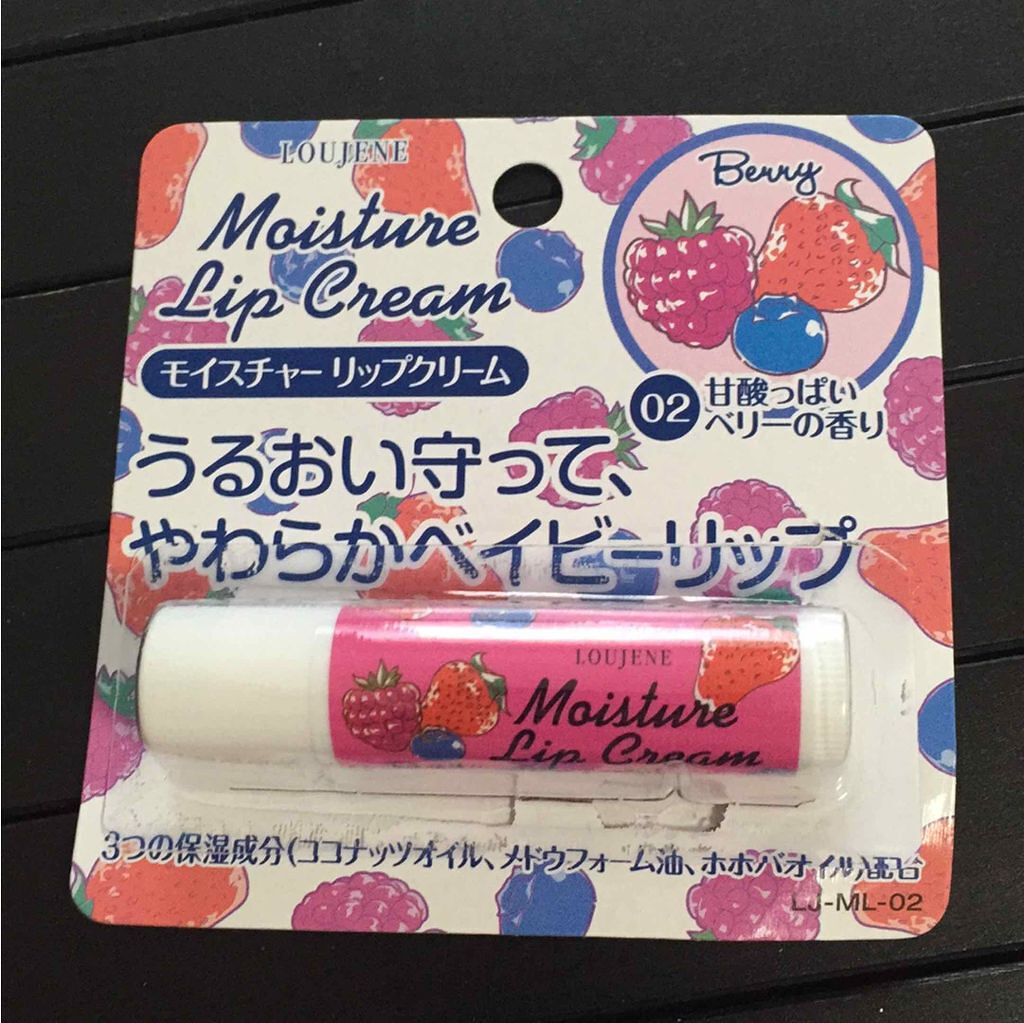 LOUJENE
Moisture
Lip Cream
モイスチャー リップクリーム
Berry
02
甘酸っぱい
ベリーの香り
うるおい守って、
やわらかベイビーリップ
LOUJENE
Moisture
Lip Cream
3つの保湿成分(ココナッツオイル、メドウフォーム油、ホホバオイル)配合
LJ-ML-02